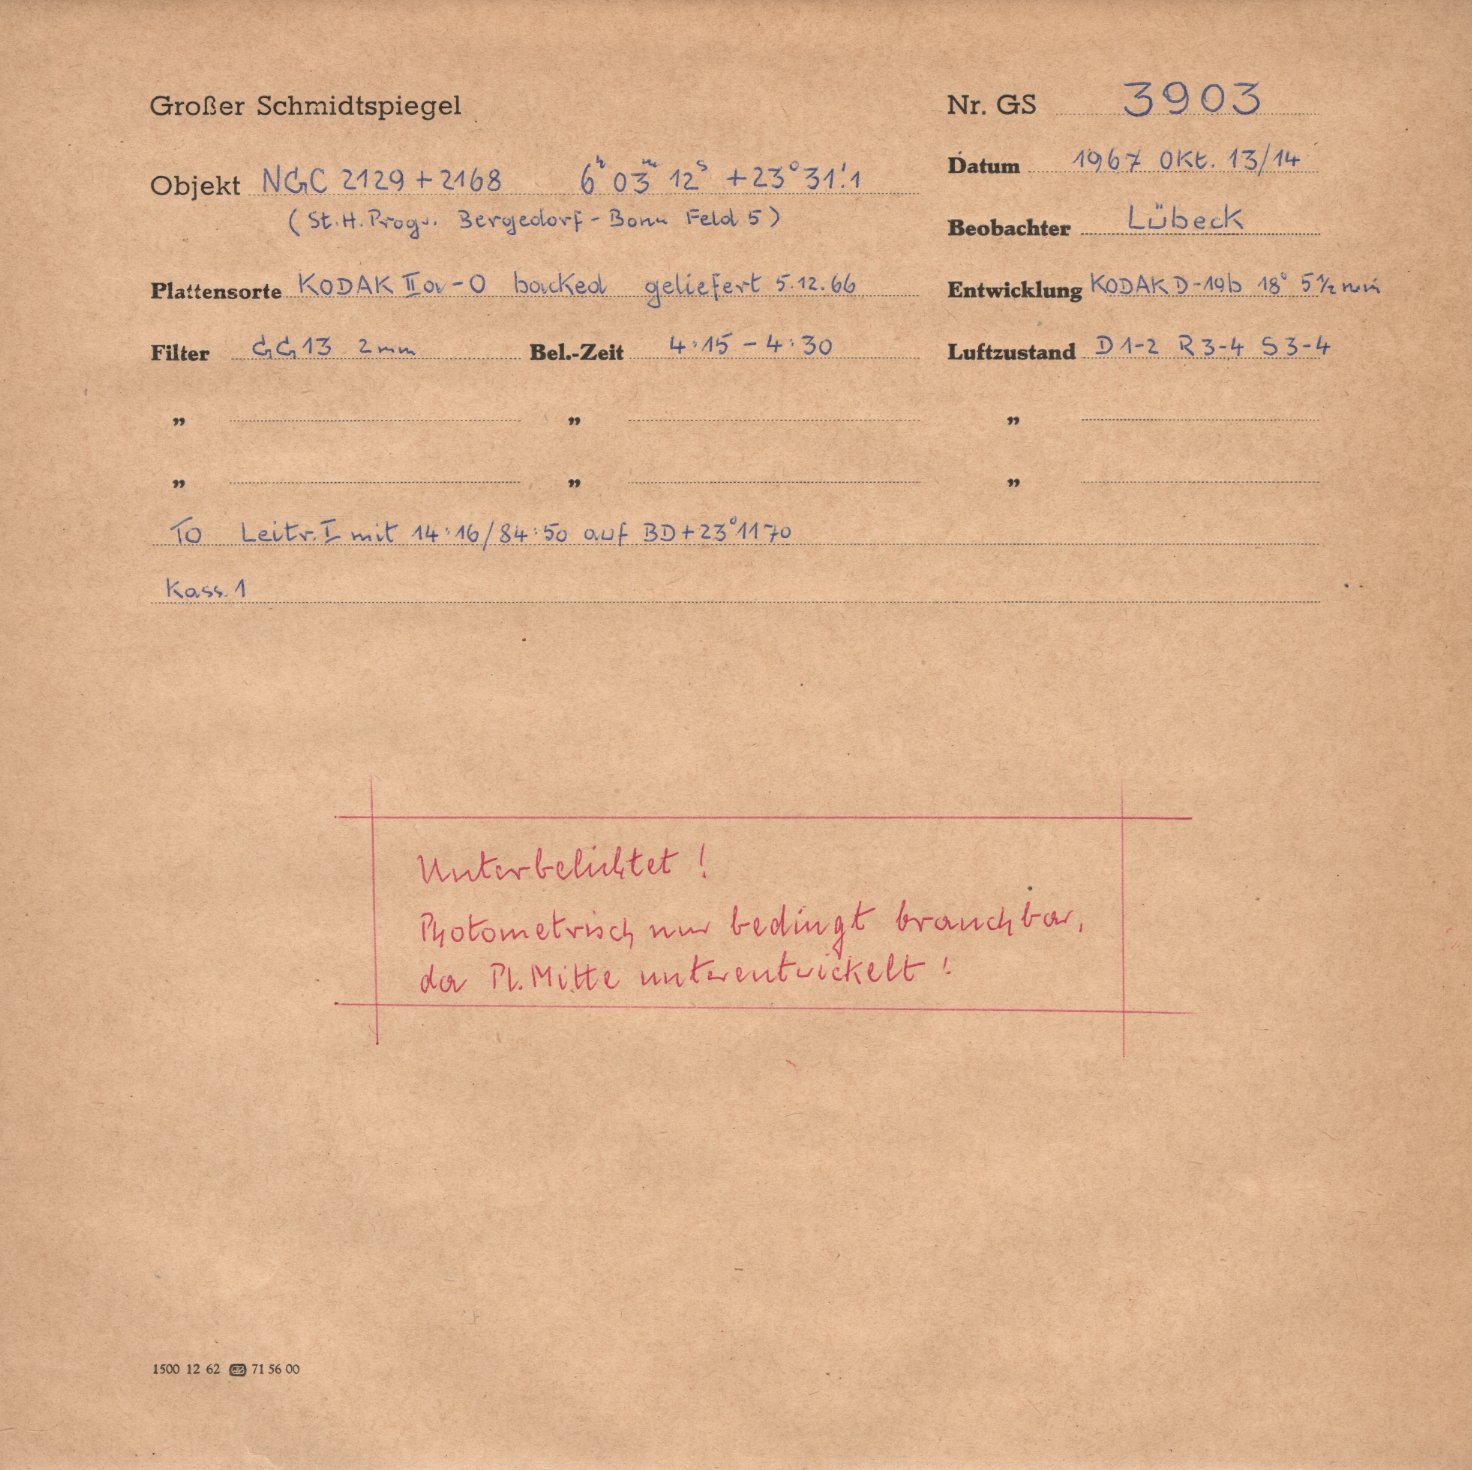 Großer Schmidtspiegel Nr. GS 3903
Datum 1967 Okt. 13/14
Objekt NGC 2129 + 2168 6h 03m 12s +23° 31!1
(St.H. Progr. Bergedorf - Bonn Feld 5)
Beobachter Lübeck
Plattensorte KODAK IIa-O backed geliefert 5.12.66 Entwicklung KODAK D-19b 18° 5½ min
Filter GG13 2mm Bel.-Zeit 4:15 - 4:30 Luftzustand D 1-2 R 3-4 S 3-4
„ „ „
„ „ „
TO Leitr. I mit 14:16/84:50 auf BD+23°1170
Kass. 1
Unterbelichtet!
Photometrisch nur bedingt brauchbar,
da Pl. Mitte unterentwickelt!
1500 12 62 71 56 00